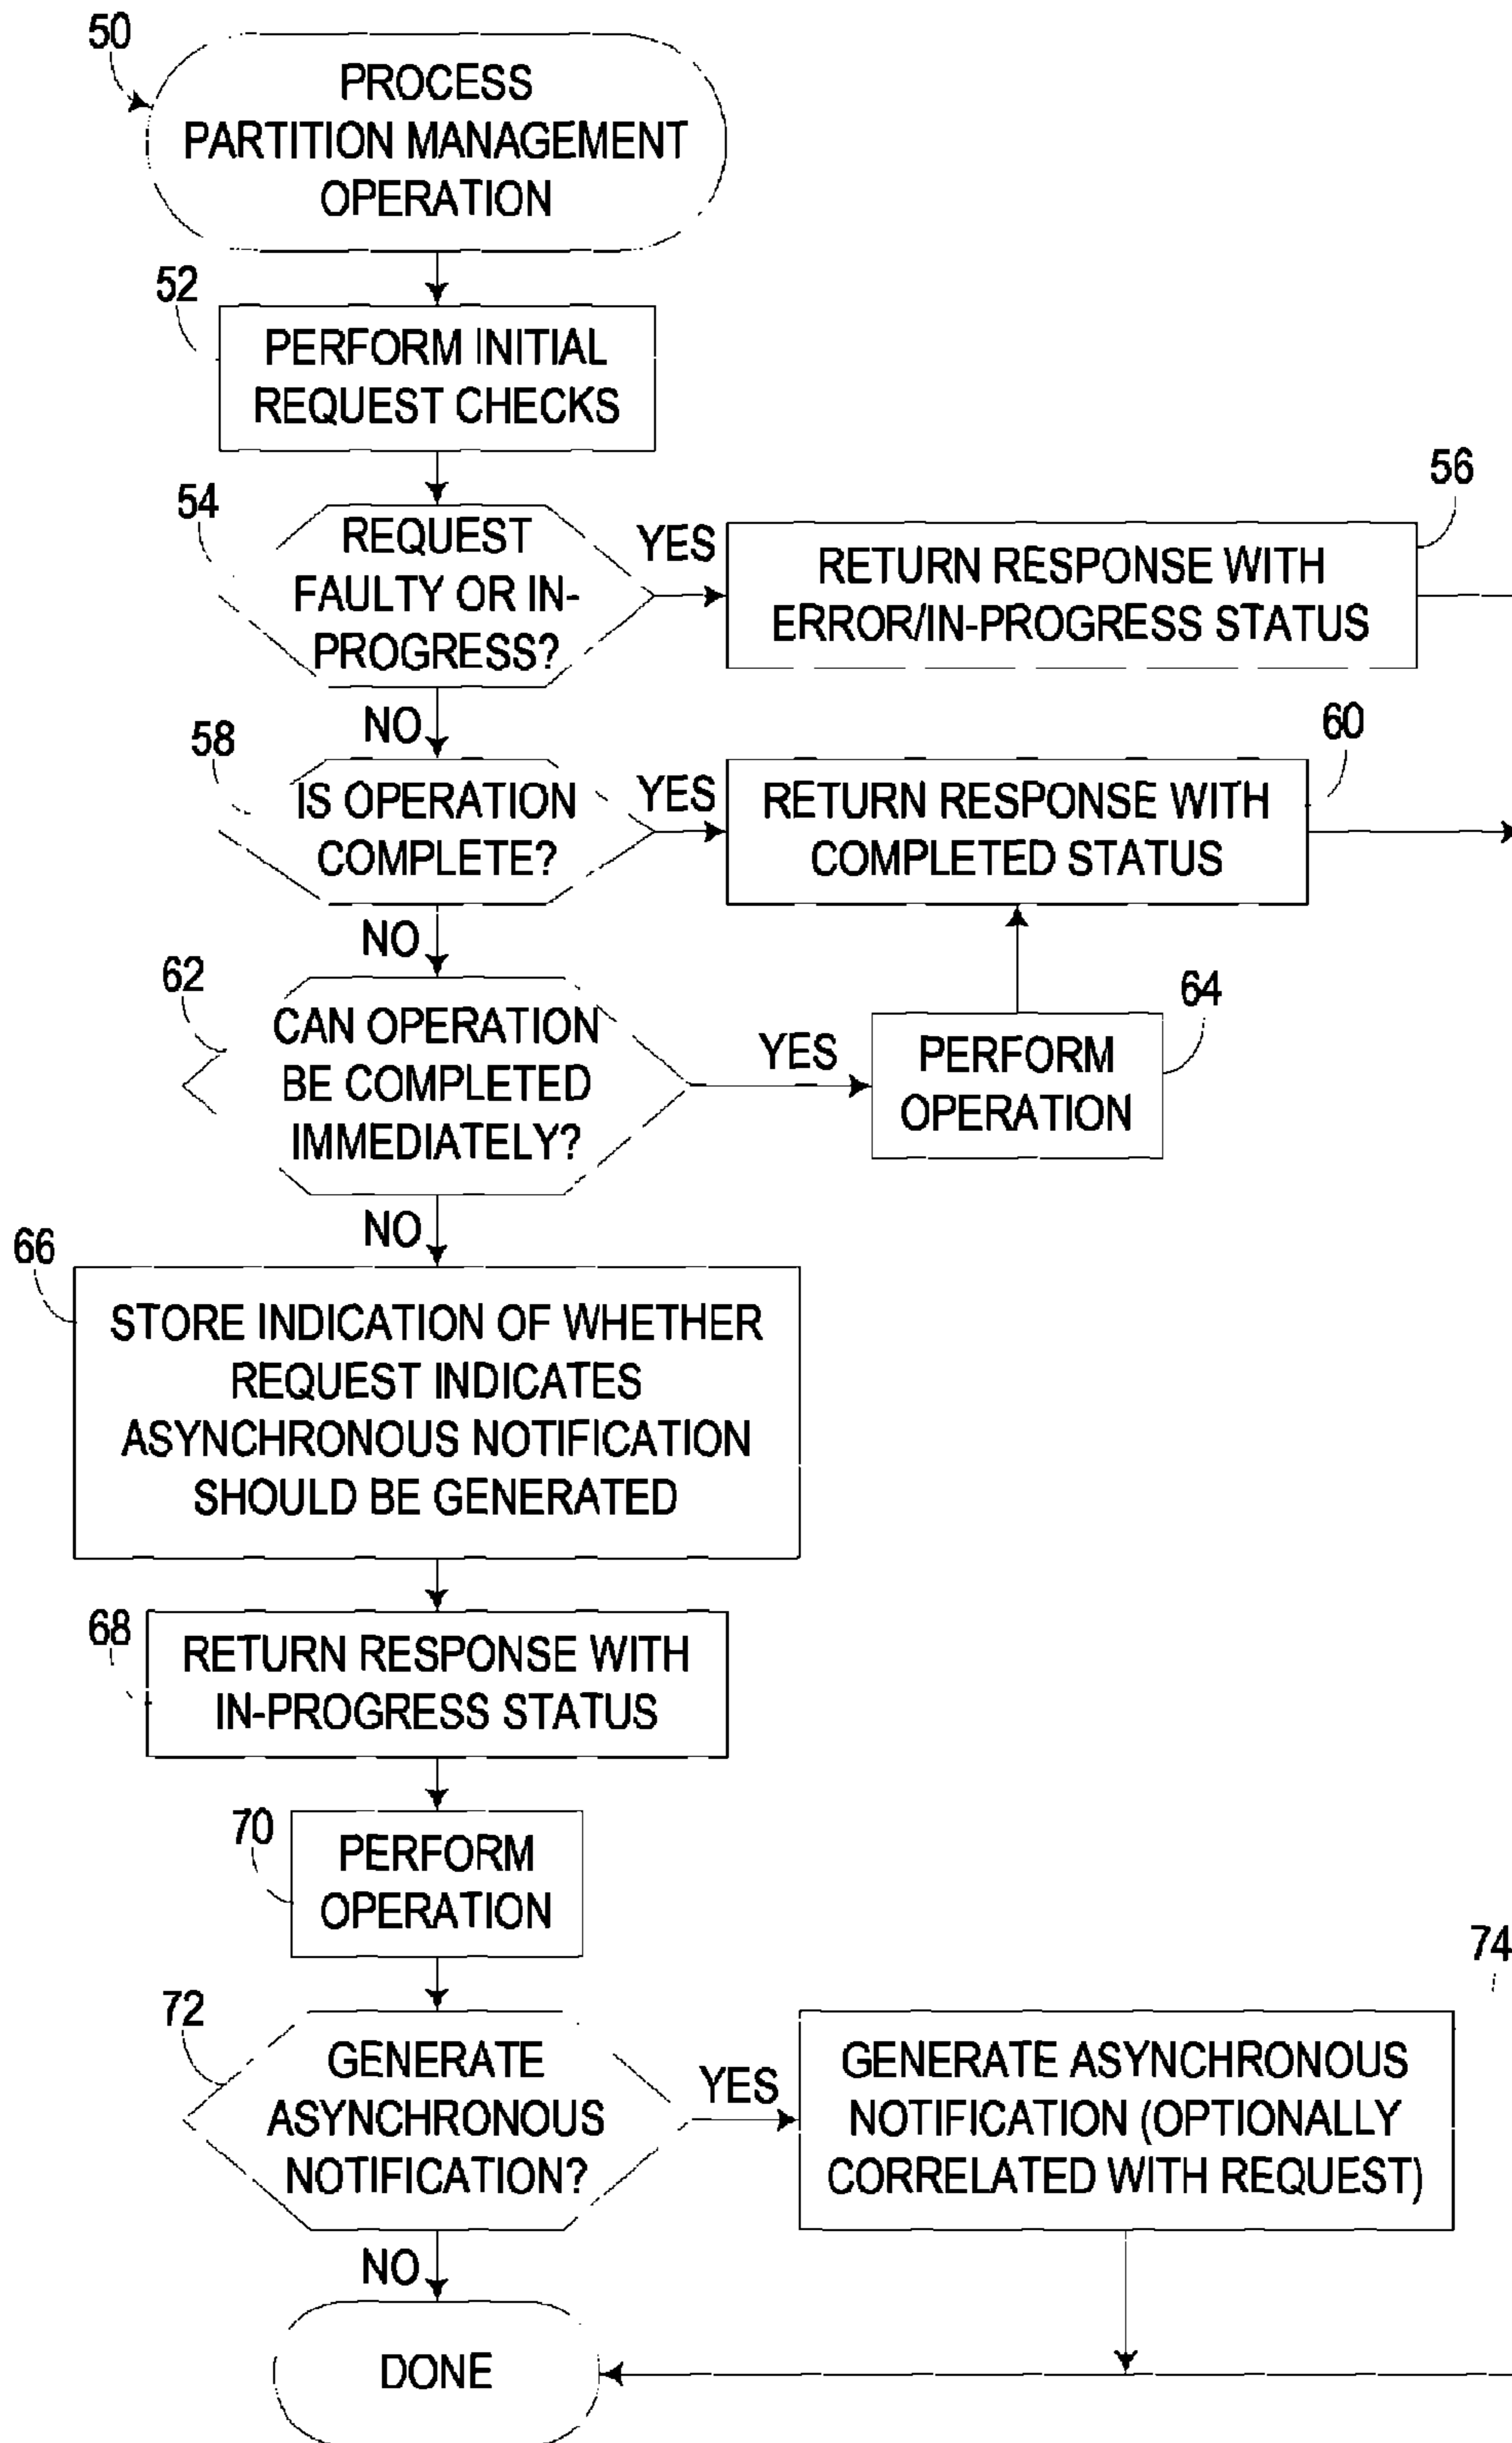 50
PROCESS
PARTITION MANAGEMENT
OPERATION
52
PERFORM INITIAL
REQUEST CHECKS
54
REQUEST
FAULTY OR IN-
PROGRESS?
YES
56
RETURN RESPONSE WITH
ERROR/IN-PROGRESS STATUS
NO
58
IS OPERATION
COMPLETE?
YES
60
RETURN RESPONSE WITH
COMPLETED STATUS
NO
62
CAN OPERATION
BE COMPLETED
IMMEDIATELY?
YES
64
PERFORM
OPERATION
NO
66
STORE INDICATION OF WHETHER
REQUEST INDICATES
ASYNCHRONOUS NOTIFICATION
SHOULD BE GENERATED
68
RETURN RESPONSE WITH
IN-PROGRESS STATUS
70
PERFORM
OPERATION
72
GENERATE
ASYNCHRONOUS
NOTIFICATION?
YES
74
GENERATE ASYNCHRONOUS
NOTIFICATION (OPTIONALLY
CORRELATED WITH REQUEST)
NO
DONE